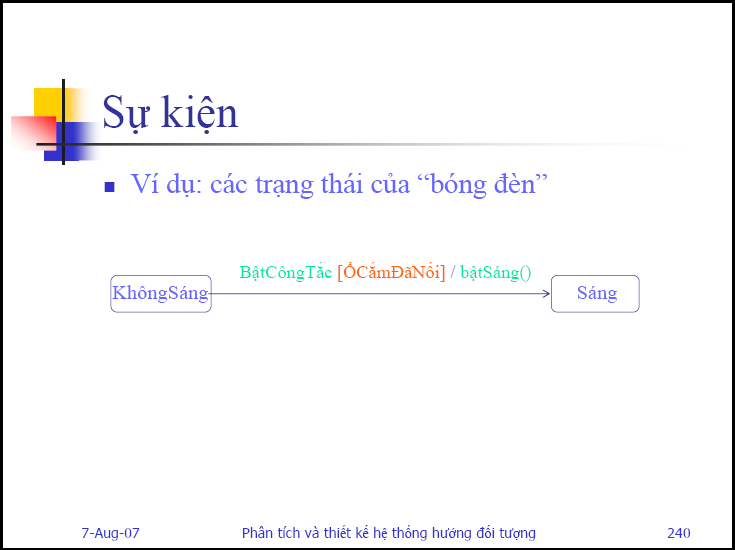 Sự kiện
Ví dụ: các trạng thái của “bóng đèn”
BậtCôngTắc [ỔCắmĐãNối] / bậtSáng()
KhôngSáng
Sáng
7-Aug-07
Phân tích và thiết kế hệ thống hướng đối tượng
240